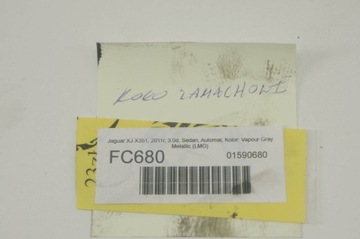 KOŁO ZAMACHOWE
Jaguar XJ X351, 2011r, 3.0d, Sedan, Automat, Kolor: Vapour Gray
Metallic (LMO)
FC680
01590680